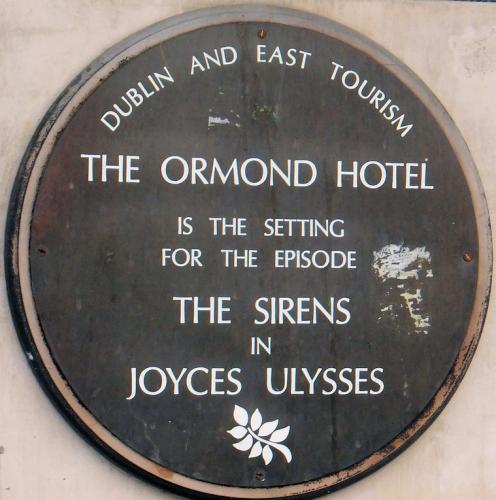 DUBLIN AND EAST TOURISM
THE ORMOND HOTEL
IS THE SETTING
FOR THE EPISODE
THE SIRENS
IN
JOYCES ULYSSES